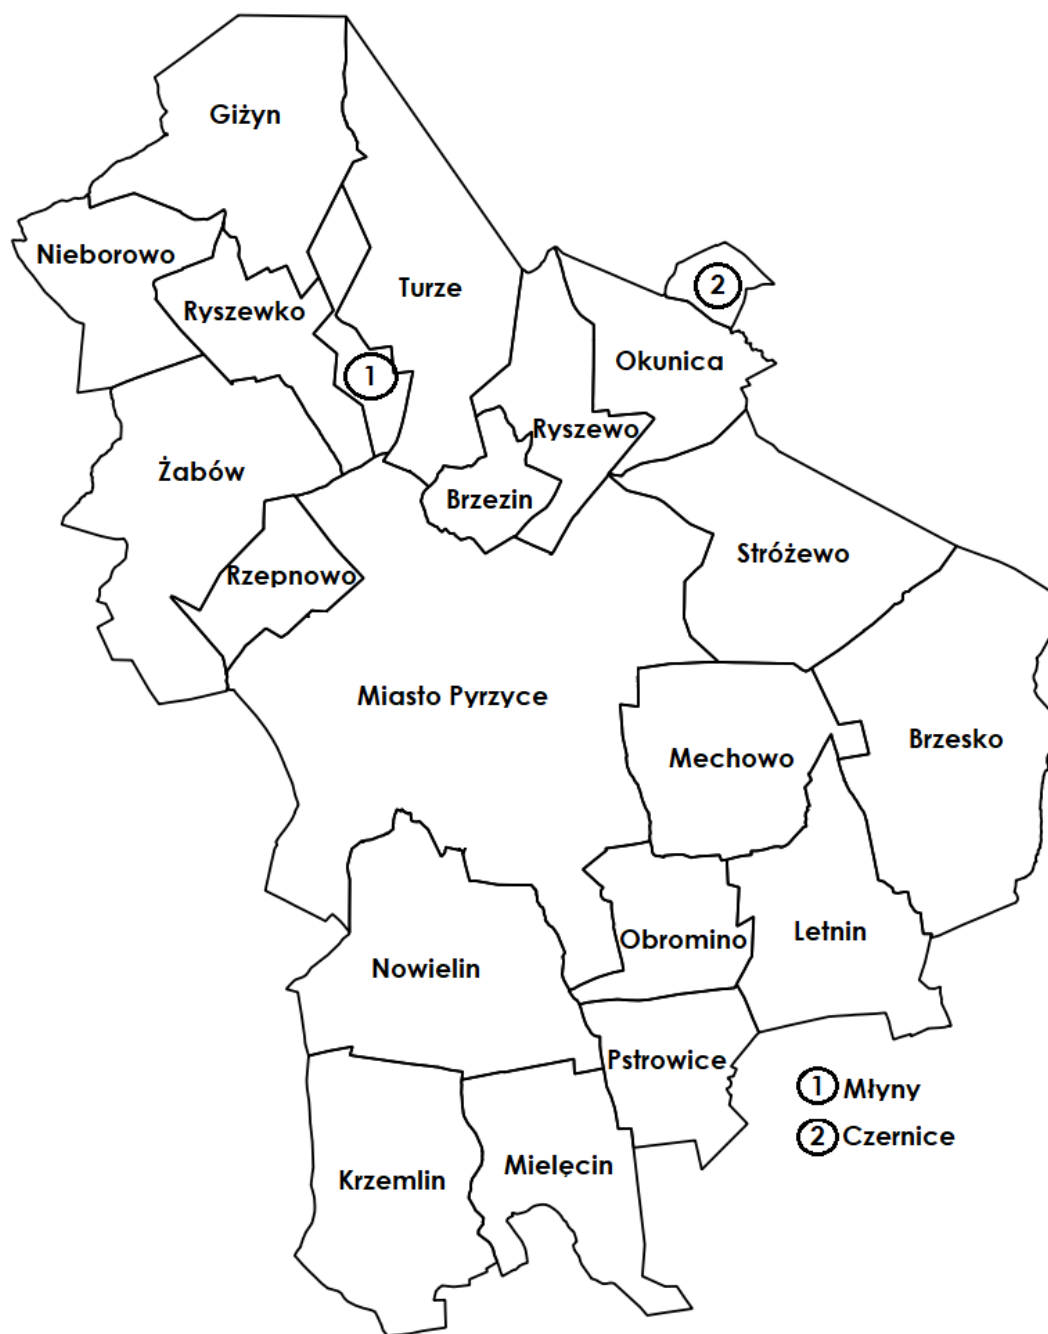 Giżyn
Nieborowo
Ryszewko
Turze
2
Okunica
1
Ryszewo
Żabów
Brzezin
Stróżewo
Rzepnowo
Miasto Pyrzyce
Brzesko
Mechowo
Letnin
Obromino
Nowielin
Pstrowice
1 Młyny
2 Czernice
Mielęcin
Krzemlin